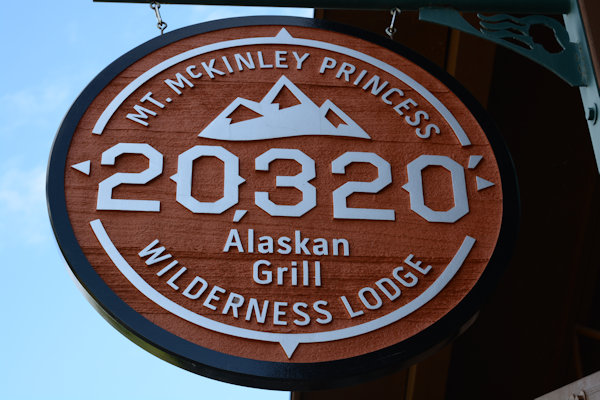 MT. MCKINLEY PRINCESS
20,320'
Alaskan
Grill
WILDERNESS LODGE